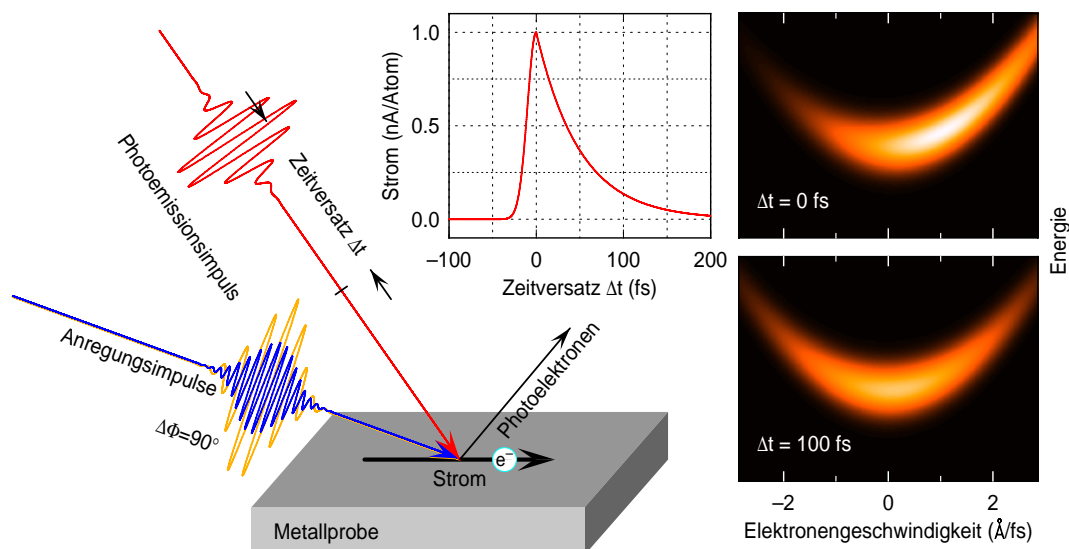 Photoemissionsimpuls
Zeitversatz Δt
Anregungsimpulse
ΔΦ=90°
Photoelektronen
e⁻
Strom
Metallprobe
Strom (nA/Atom)
1.0
0.5
0.0
−100
0
100
200
Zeitversatz Δt (fs)
Δt = 0 fs
Δt = 100 fs
Energie
−2
0
2
Elektronengeschwindigkeit (Å/fs)